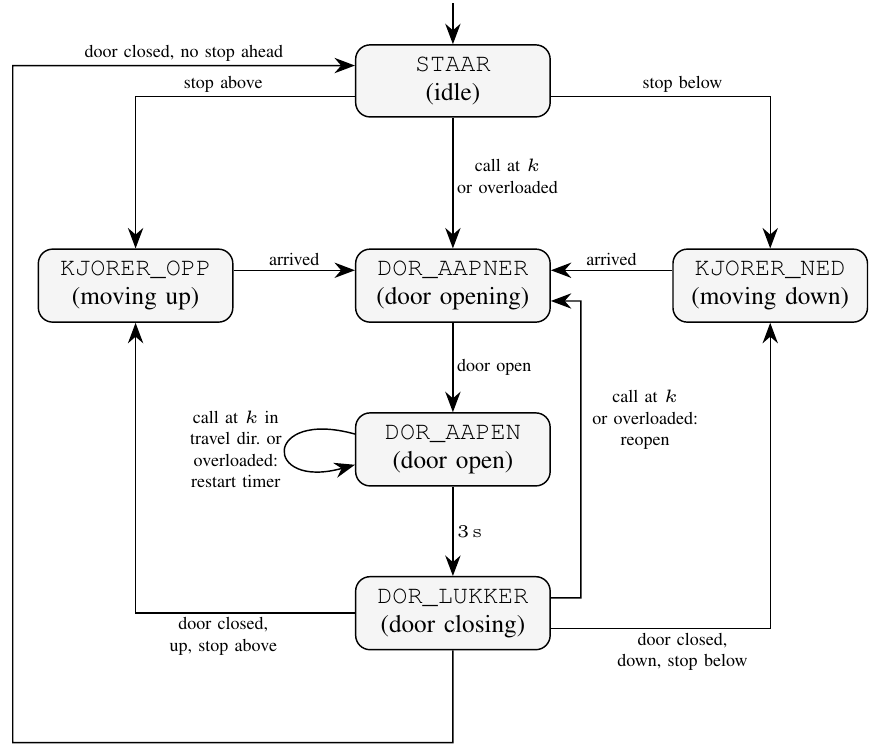 door closed, no stop ahead
STAAR
(idle)
stop above
stop below
call at k
or overloaded
KJORER_OPP
(moving up)
arrived
DOR_AAPNER
(door opening)
arrived
KJORER_NED
(moving down)
door open
call at k
or overloaded:
reopen
call at k in
travel dir. or
overloaded:
restart timer
DOR_AAPEN
(door open)
3 s
DOR_LUKKER
(door closing)
door closed,
up, stop above
door closed,
down, stop below